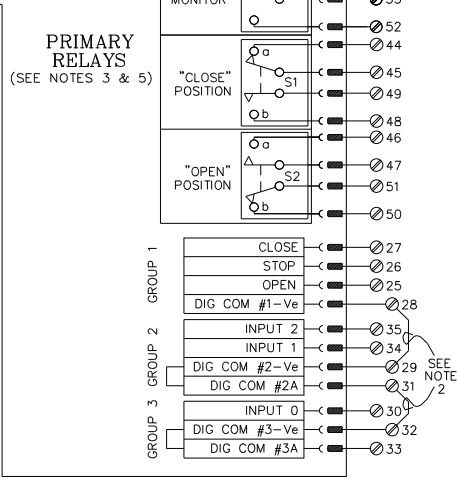 MONITOR
53
52
PRIMARY
RELAYS
(SEE NOTES 3 & 5)
44
"CLOSE"
POSITION
a
S1
b
45
49
48
46
"OPEN"
POSITION
a
S2
b
47
51
50
GROUP 1
CLOSE 27
STOP 26
OPEN 25
DIG COM #1-Ve 28
GROUP 2
INPUT 2 35
INPUT 1 34
DIG COM #2-Ve 29
DIG COM #2A 31
SEE
NOTE
2
GROUP 3
INPUT 0 30
DIG COM #3-Ve 32
DIG COM #3A 33